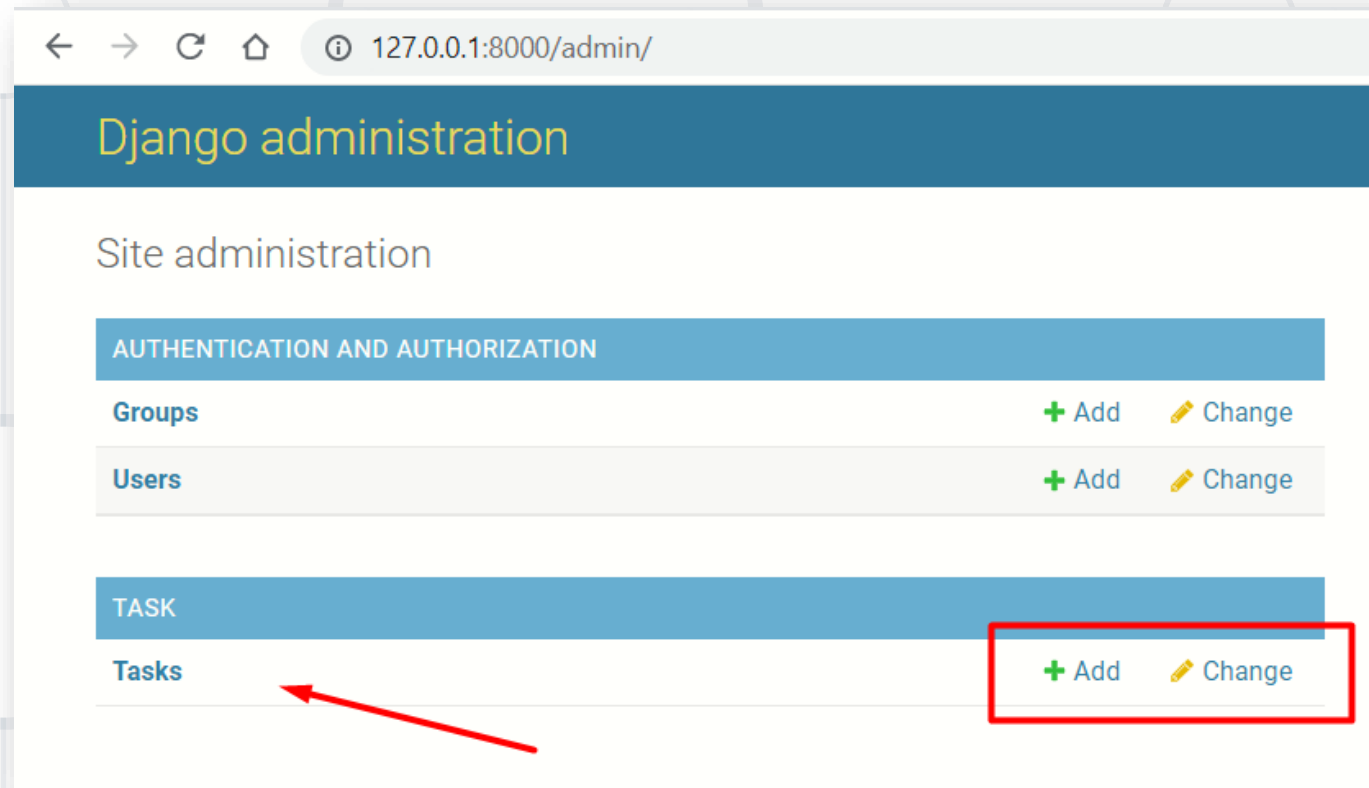 127.0.0.1:8000/admin/
Django administration
Site administration
AUTHENTICATION AND AUTHORIZATION
Groups Add Change
Users Add Change
TASK
Tasks Add Change